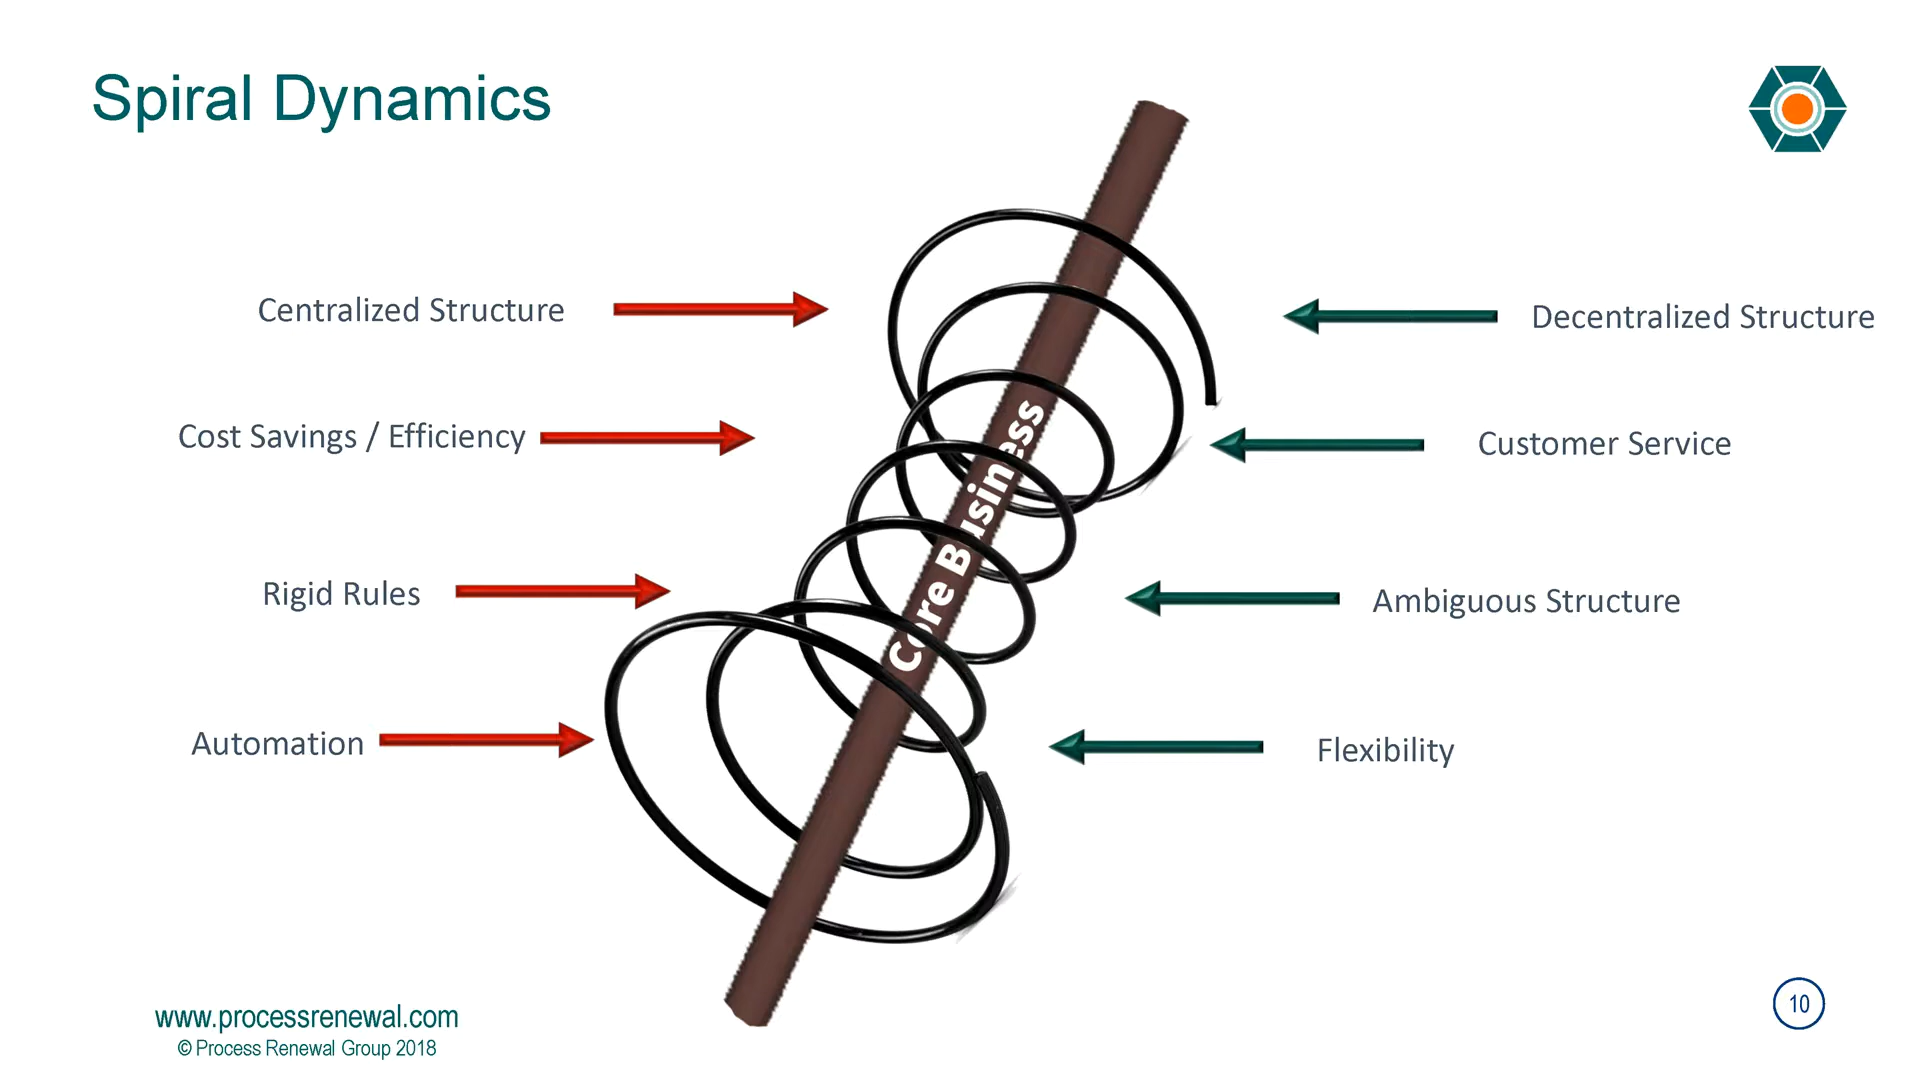 Spiral Dynamics
Centralized Structure
Decentralized Structure
Cost Savings / Efficiency
Customer Service
Core Business
Rigid Rules
Ambiguous Structure
Automation
Flexibility
www.processrenewal.com
© Process Renewal Group 2018
10